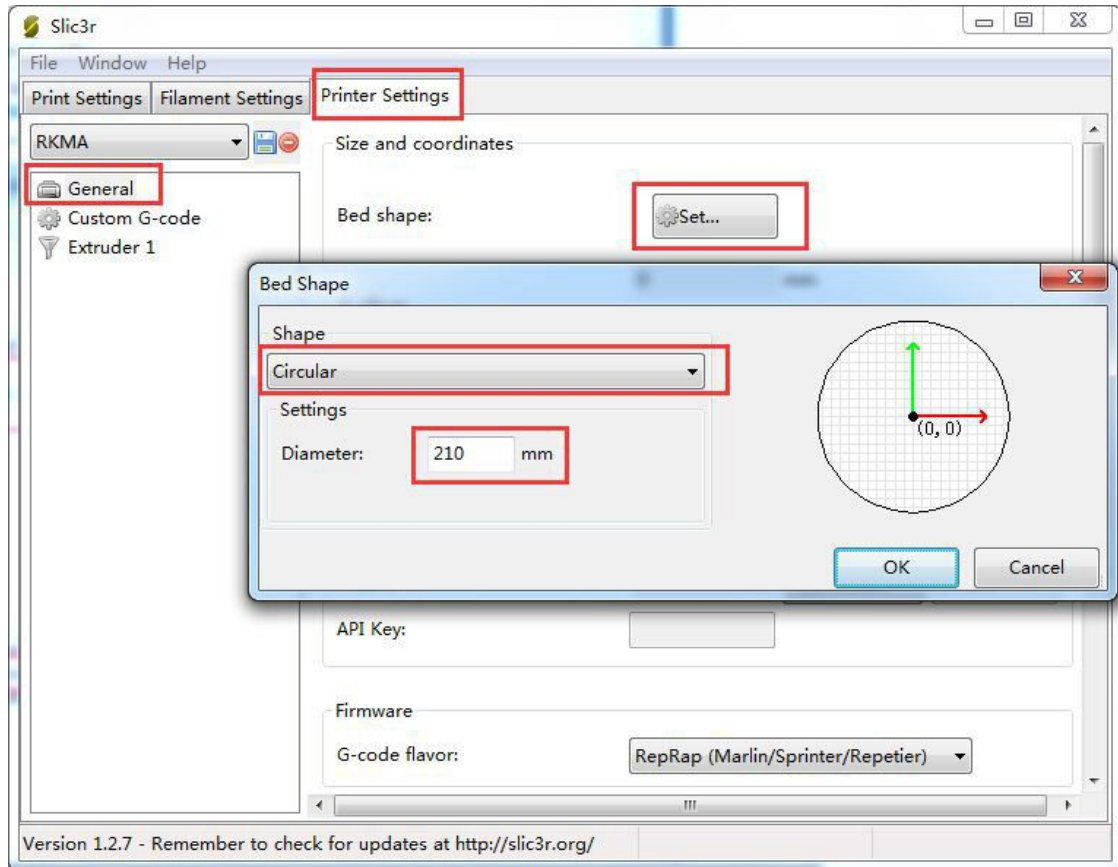 Slic3r
File Window Help
Print Settings Filament Settings Printer Settings
RKMA
Size and coordinates
General
Custom G-code
Extruder 1
Bed shape:
Set...
Bed Shape
Shape
Circular
Settings
Diameter: 210 mm
(0, 0)
OK Cancel
API Key:
Firmware
G-code flavor: RepRap (Marlin/Sprinter/Repetier)
Version 1.2.7 - Remember to check for updates at http://slic3r.org/